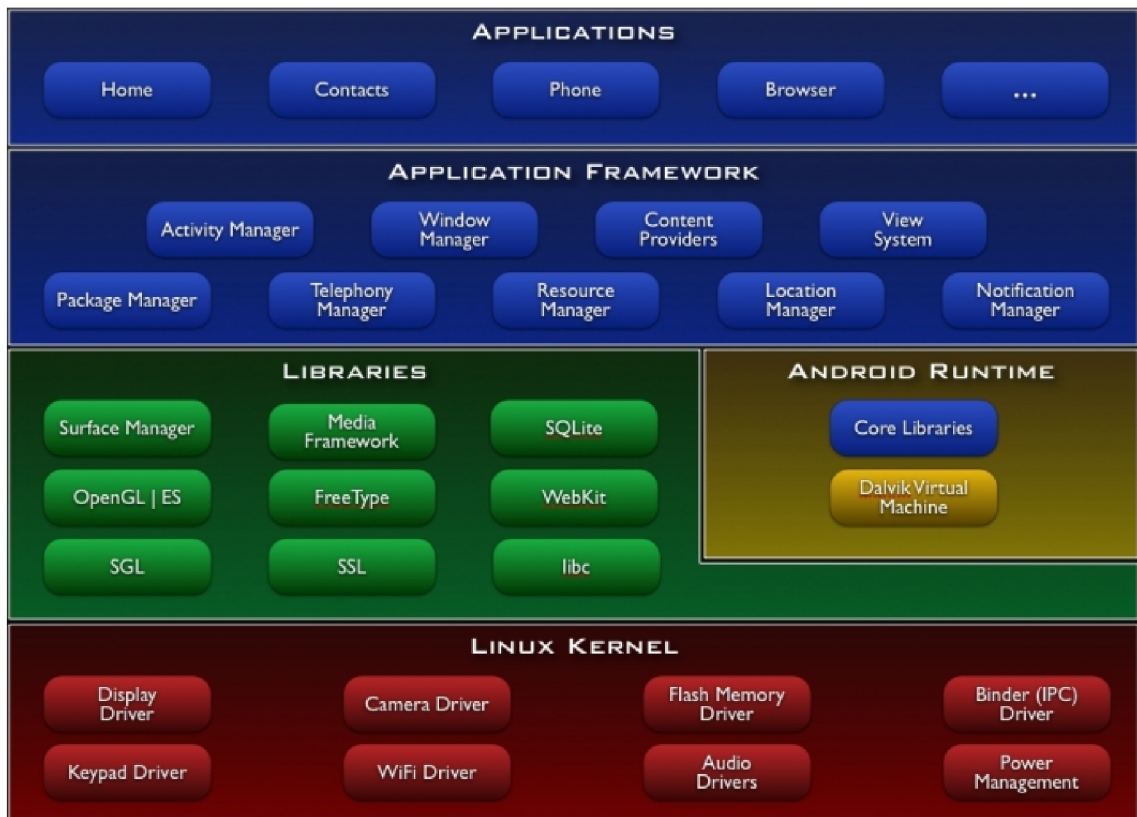 APPLICATIONS
Home
Contacts
Phone
Browser
...
APPLICATION FRAMEWORK
Activity Manager
Window
Manager
Content
Providers
View
System
Package Manager
Telephony
Manager
Resource
Manager
Location
Manager
Notification
Manager
LIBRARIES
Surface Manager
Media
Framework
SQLite
OpenGL | ES
FreeType
WebKit
SGL
SSL
libc
ANDROID RUNTIME
Core Libraries
Dalvik Virtual
Machine
LINUX KERNEL
Display
Driver
Camera Driver
Flash Memory
Driver
Binder (IPC)
Driver
Keypad Driver
WiFi Driver
Audio
Drivers
Power
Management